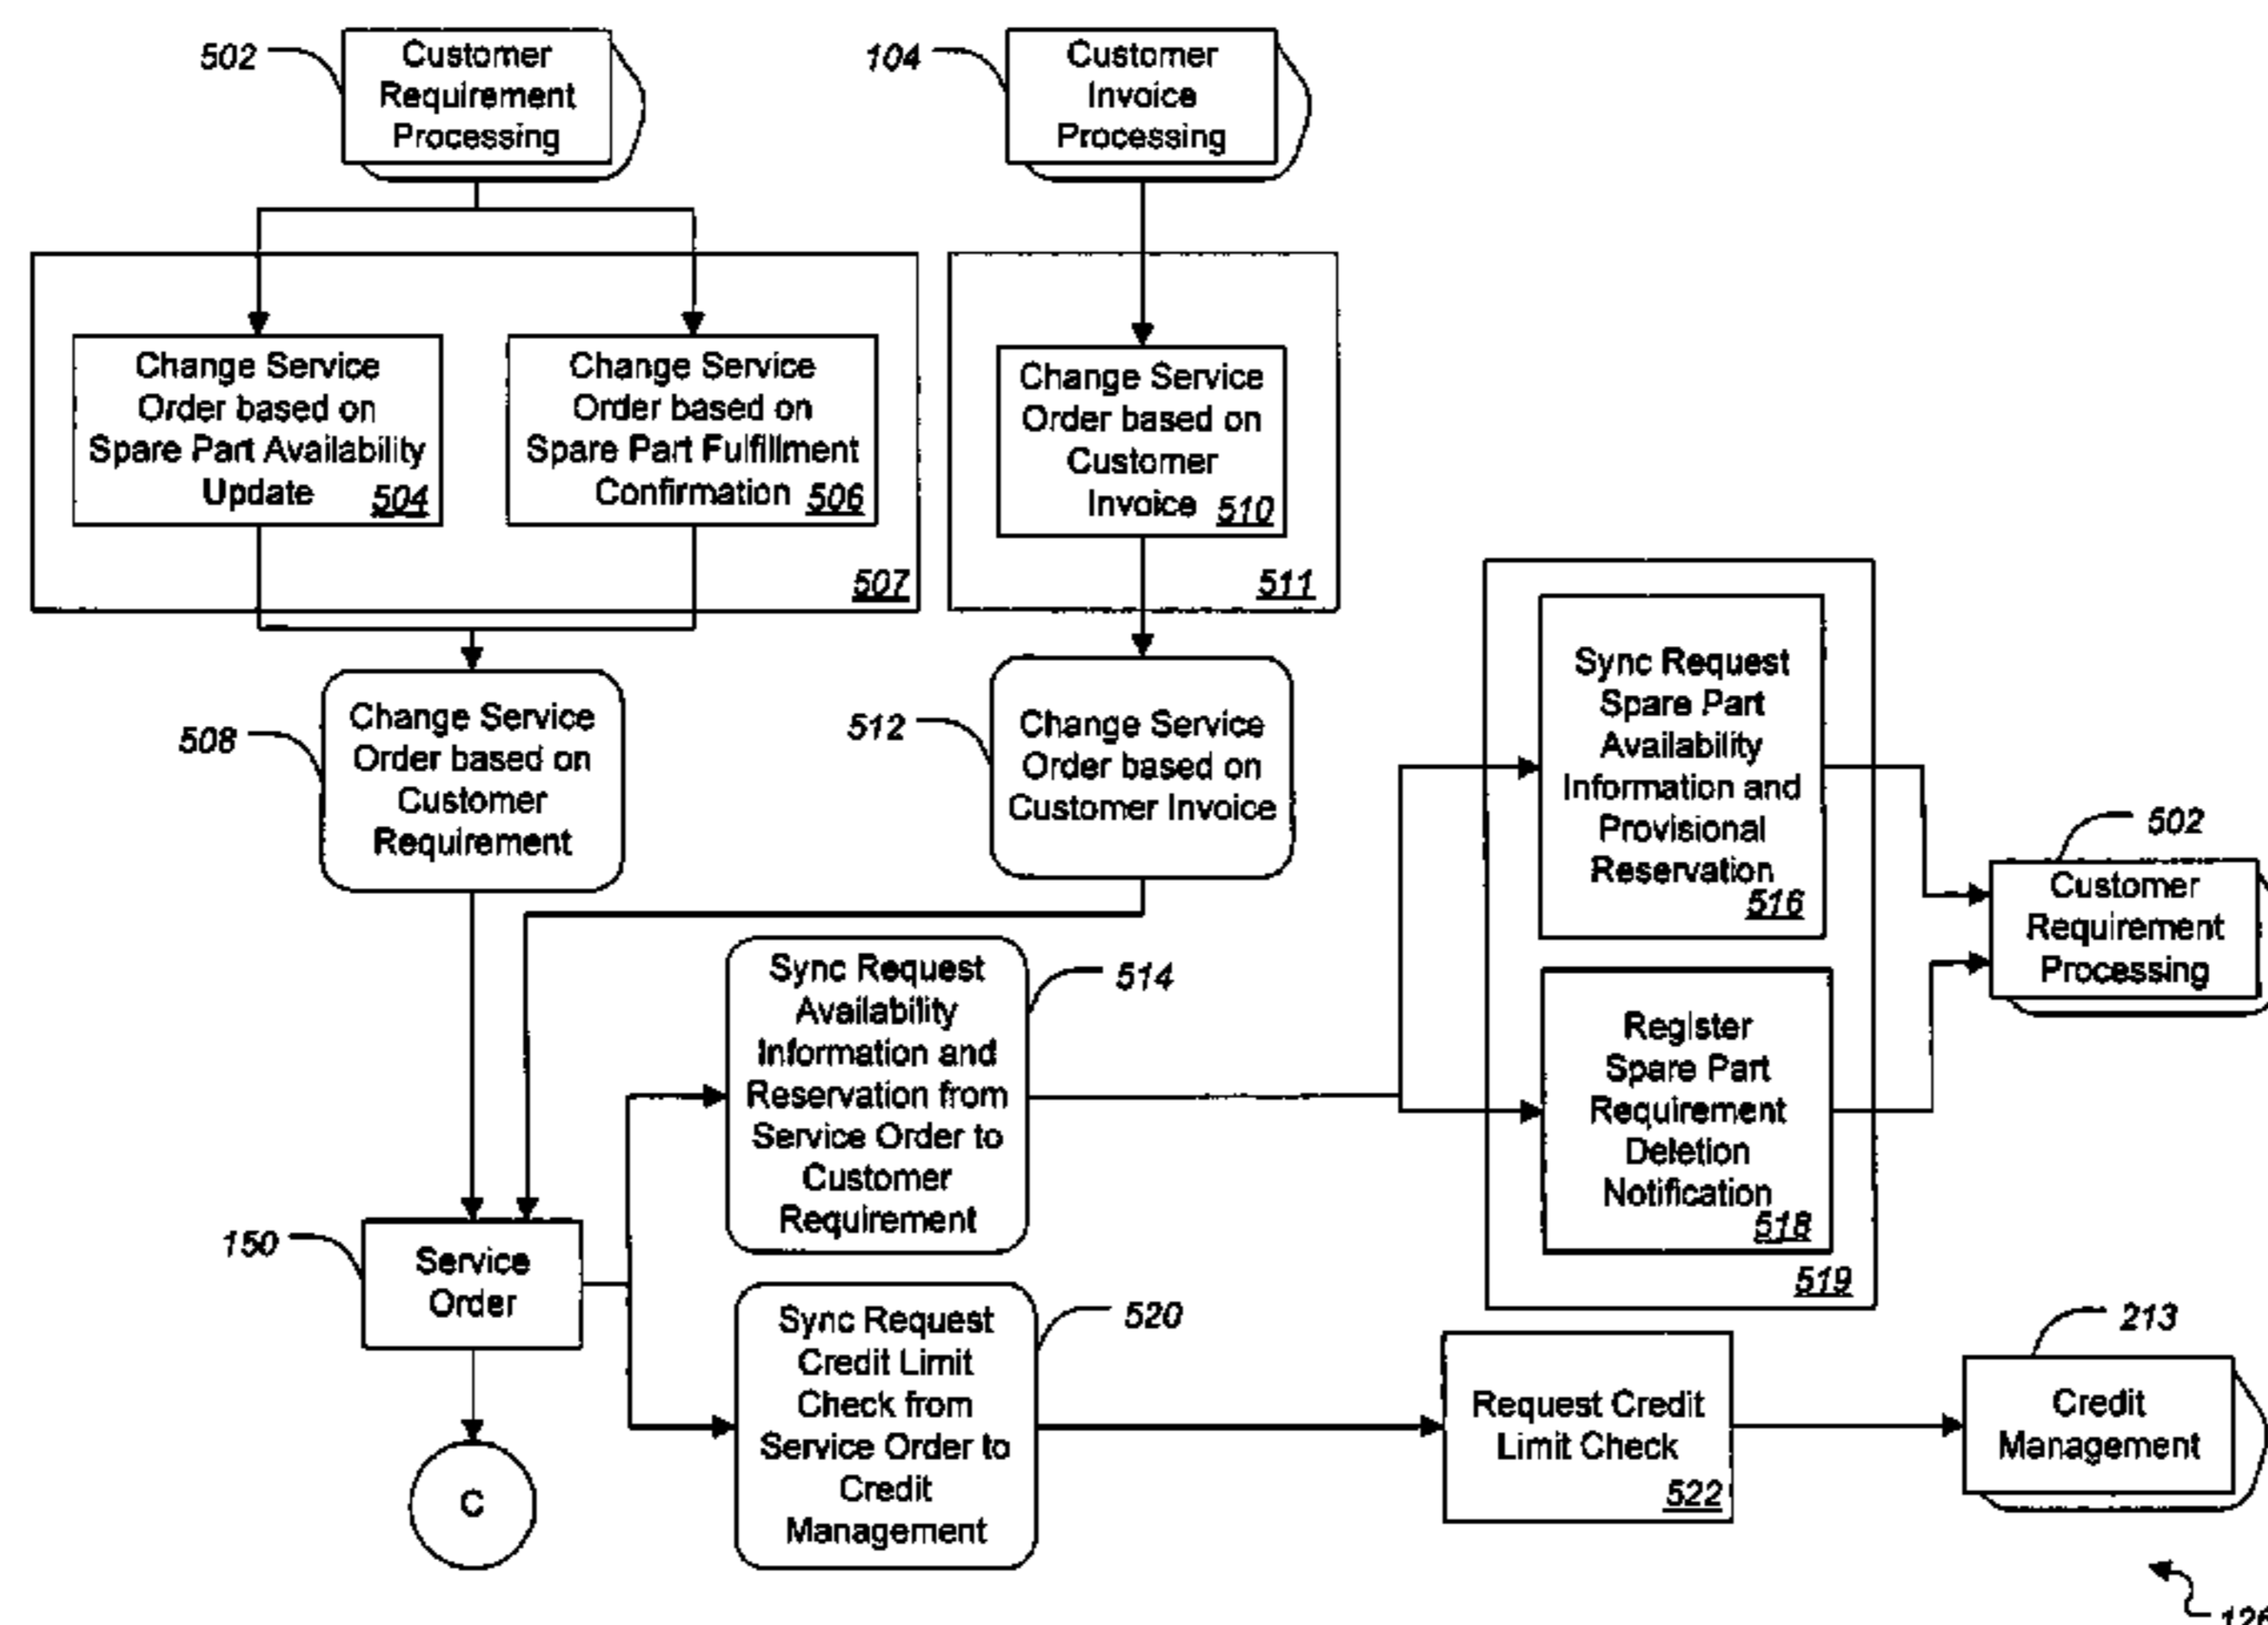 502
Customer
Requirement
Processing
104
Customer
Invoice
Processing
Change Service
Order based on
Spare Part Availability
Update 504
Change Service
Order based on
Spare Part Fulfillment
Confirmation 506
507
Change Service
Order based on
Customer
Invoice 510
511
508
Change Service
Order based on
Customer
Requirement
512
Change Service
Order based on
Customer Invoice
Sync Request
Spare Part
Availability
Information and
Provisional
Reservation
516
502
Customer
Requirement
Processing
Sync Request
Availability
Information and
Reservation from
Service Order to
Customer
Requirement
514
Register
Spare Part
Requirement
Deletion
Notification
518
519
150
Service
Order
C
Sync Request
Credit Limit
Check from
Service Order to
Credit
Management
520
Request Credit
Limit Check
522
213
Credit
Management